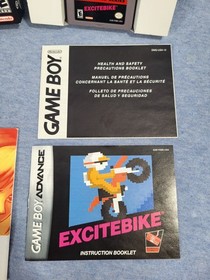 EXCITEBIKE
Nintendo
GAME BOY
HEALTH AND SAFETY
PRECAUTIONS BOOKLET
MANUEL DE PRÉCAUTIONS
CONCERNANT LA SANTÉ ET LA SÉCURITÉ
FOLLETO DE PRECAUCIONES
DE SALUD Y SEGURIDAD
GAME BOY ADVANCE
EXCITEBIKE
INSTRUCTION BOOKLET